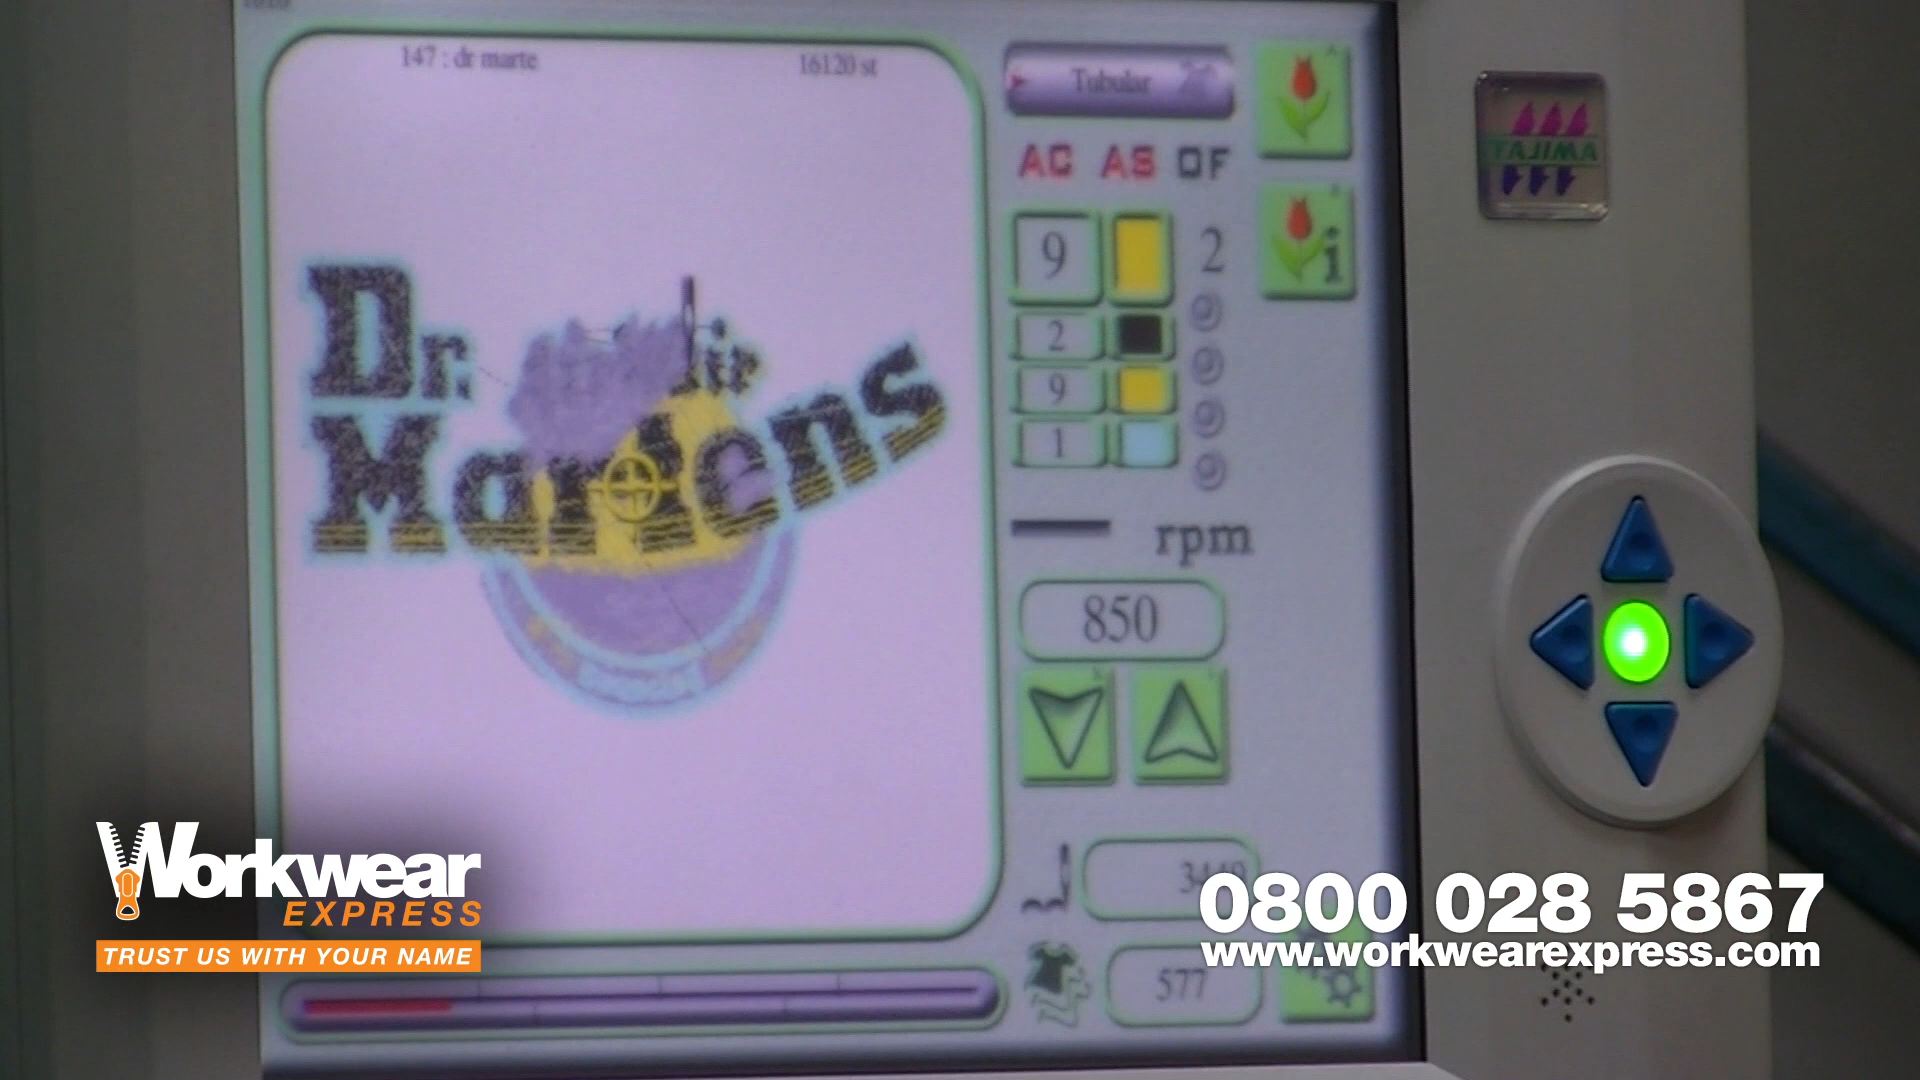 147 : dr marte
16120 st
Tubular
AC AS OF
TAJIMA
9
2
i
2
9
1
Dr.
Air
Martens
rpm
850
577
Workwear
EXPRESS
TRUST US WITH YOUR NAME
0800 028 5867
www.workwearexpress.com